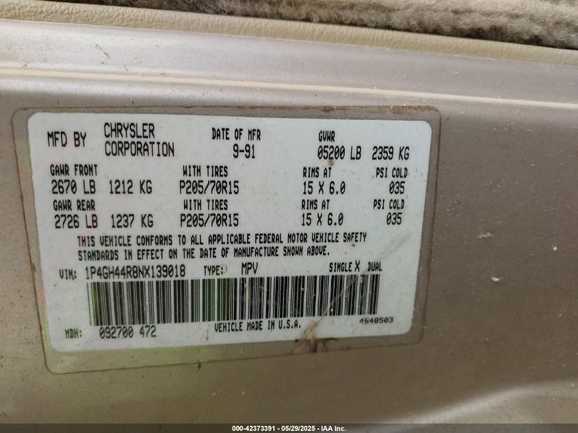 MFD BY CHRYSLER CORPORATION DATE OF MFR 9-91 GVWR 05200 LB 2359 KG
GAWR FRONT WITH TIRES RIMS AT PSI COLD
2670 LB 1212 KG P205/70R15 15 X 6.0 035
GAWR REAR WITH TIRES RIMS AT PSI COLD
2726 LB 1237 KG P205/70R15 15 X 6.0 035
THIS VEHICLE CONFORMS TO ALL APPLICABLE FEDERAL MOTOR VEHICLE SAFETY
STANDARDS IN EFFECT ON THE DATE OF MANUFACTURE SHOWN ABOVE.
VIN: 1P4GH44R8NX139018 TYPE: MPV SINGLE X DUAL
MDH: 092700 472 VEHICLE MADE IN U.S.A. 4648503
000-42373391 - 05/29/2025 - IAA Inc.